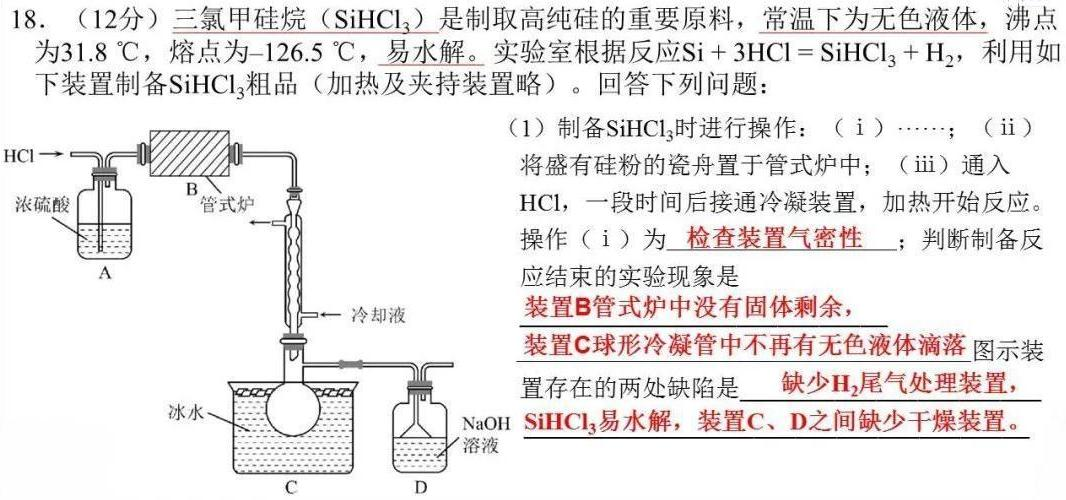 18. （12分）三氯甲硅烷（SiHCl₃）是制取高纯硅的重要原料，常温下为无色液体，沸点
为31.8 ℃，熔点为–126.5 ℃，易水解。实验室根据反应Si + 3HCl = SiHCl₃ + H₂，利用如
下装置制备SiHCl₃粗品（加热及夹持装置略）。回答下列问题：
HCl
浓硫酸
A
B
管式炉
冷却液
冰水
C
NaOH
溶液
D
（1）制备SiHCl₃时进行操作：（ⅰ）……；（ⅱ）
将盛有硅粉的瓷舟置于管式炉中；（ⅲ）通入
HCl，一段时间后接通冷凝装置，加热开始反应。
操作（ⅰ）为 检查装置气密性 ；判断制备反
应结束的实验现象是
装置B管式炉中没有固体剩余，
装置C球形冷凝管中不再有无色液体滴落 图示装
置存在的两处缺陷是 缺少H₂尾气处理装置，
SiHCl₃易水解，装置C、D之间缺少干燥装置。